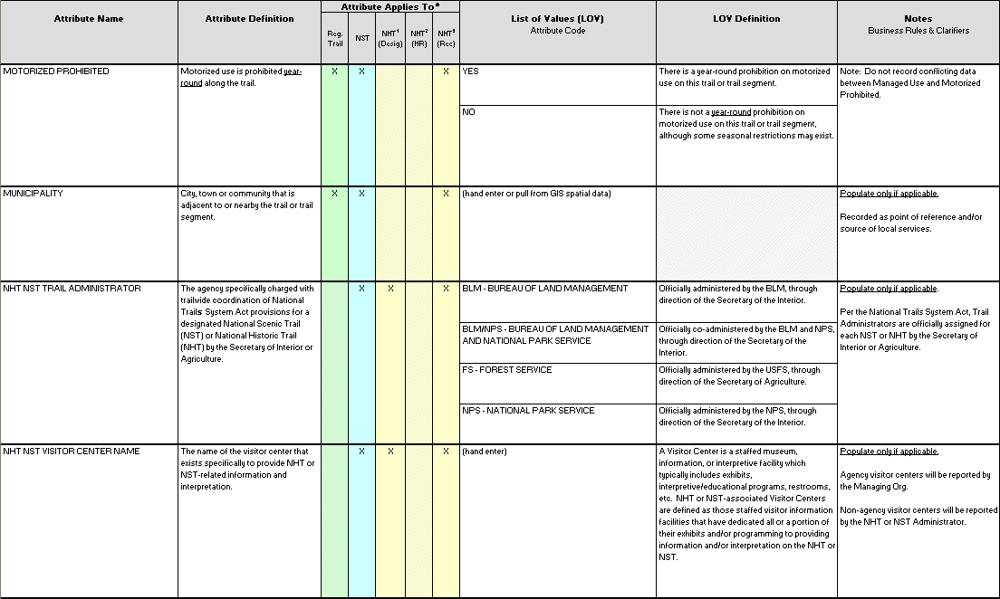 Attribute Name
Attribute Definition
Attribute Applies To*
Reg. Trail
NST
NHT¹ (Desig)
NHT² (HR)
NHT³ (Rec)
List of Values (LOV)
Attribute Code
LOV Definition
Notes
Business Rules & Clarifiers
MOTORIZED PROHIBITED
Motorized use is prohibited year-
round along the trail.
X
X
X
YES
There is a year-round prohibition on motorized
use on this trail or trail segment.
Note: Do not record conflicting data
between Managed Use and Motorized
Prohibited.
NO
There is not a year-round prohibition on
motorized use on this trail or trail segment,
although some seasonal restrictions may exist.
MUNICIPALITY
City, town or community that is
adjacent to or nearby the trail or trail
segment.
X
X
X
(hand enter or pull from GIS spatial data)
Populate only if applicable.
Recorded as point of reference and/or
source of local services.
NHT NST TRAIL ADMINISTRATOR
The agency specifically charged with
trailwide coordination of National
Trails System Act provisions for a
designated National Scenic Trail
(NST) or National Historic Trail
(NHT) by the Secretary of Interior or
Agriculture.
X
X
X
BLM - BUREAU OF LAND MANAGEMENT
Officially administered by the BLM, through
direction of the Secretary of the Interior.
Populate only if applicable.
Per the National Trails System Act, Trail
Administrators are officially assigned for
each NST or NHT by the Secretary of
Interior or Agriculture.
BLM/NPS - BUREAU OF LAND MANAGEMENT
AND NATIONAL PARK SERVICE
Officially co-administered by the BLM and NPS,
through direction of the Secretary of the
Interior.
FS - FOREST SERVICE
Officially administered by the USFS, through
direction of the Secretary of Agriculture.
NPS - NATIONAL PARK SERVICE
Officially administered by the NPS, through
direction of the Secretary of the Interior.
NHT NST VISITOR CENTER NAME
The name of the visitor center that
exists specifically to provide NHT or
NST-related information and
interpretation.
X
X
X
(hand enter)
A Visitor Center is a staffed museum,
information, or interpretive facility which
typically includes exhibits,
interpretive/educational programs, restrooms,
etc. NHT or NST-associated Visitor Centers
are defined as those staffed visitor information
facilities that have dedicated all or a portion of
their exhibits and/or programming to providing
information and/or interpretation on the NHT or
NST.
Populate only if applicable.
Agency visitor centers will be reported by
the Managing Org.
Non-agency visitor centers will be reported
by the NHT or NST Administrator.